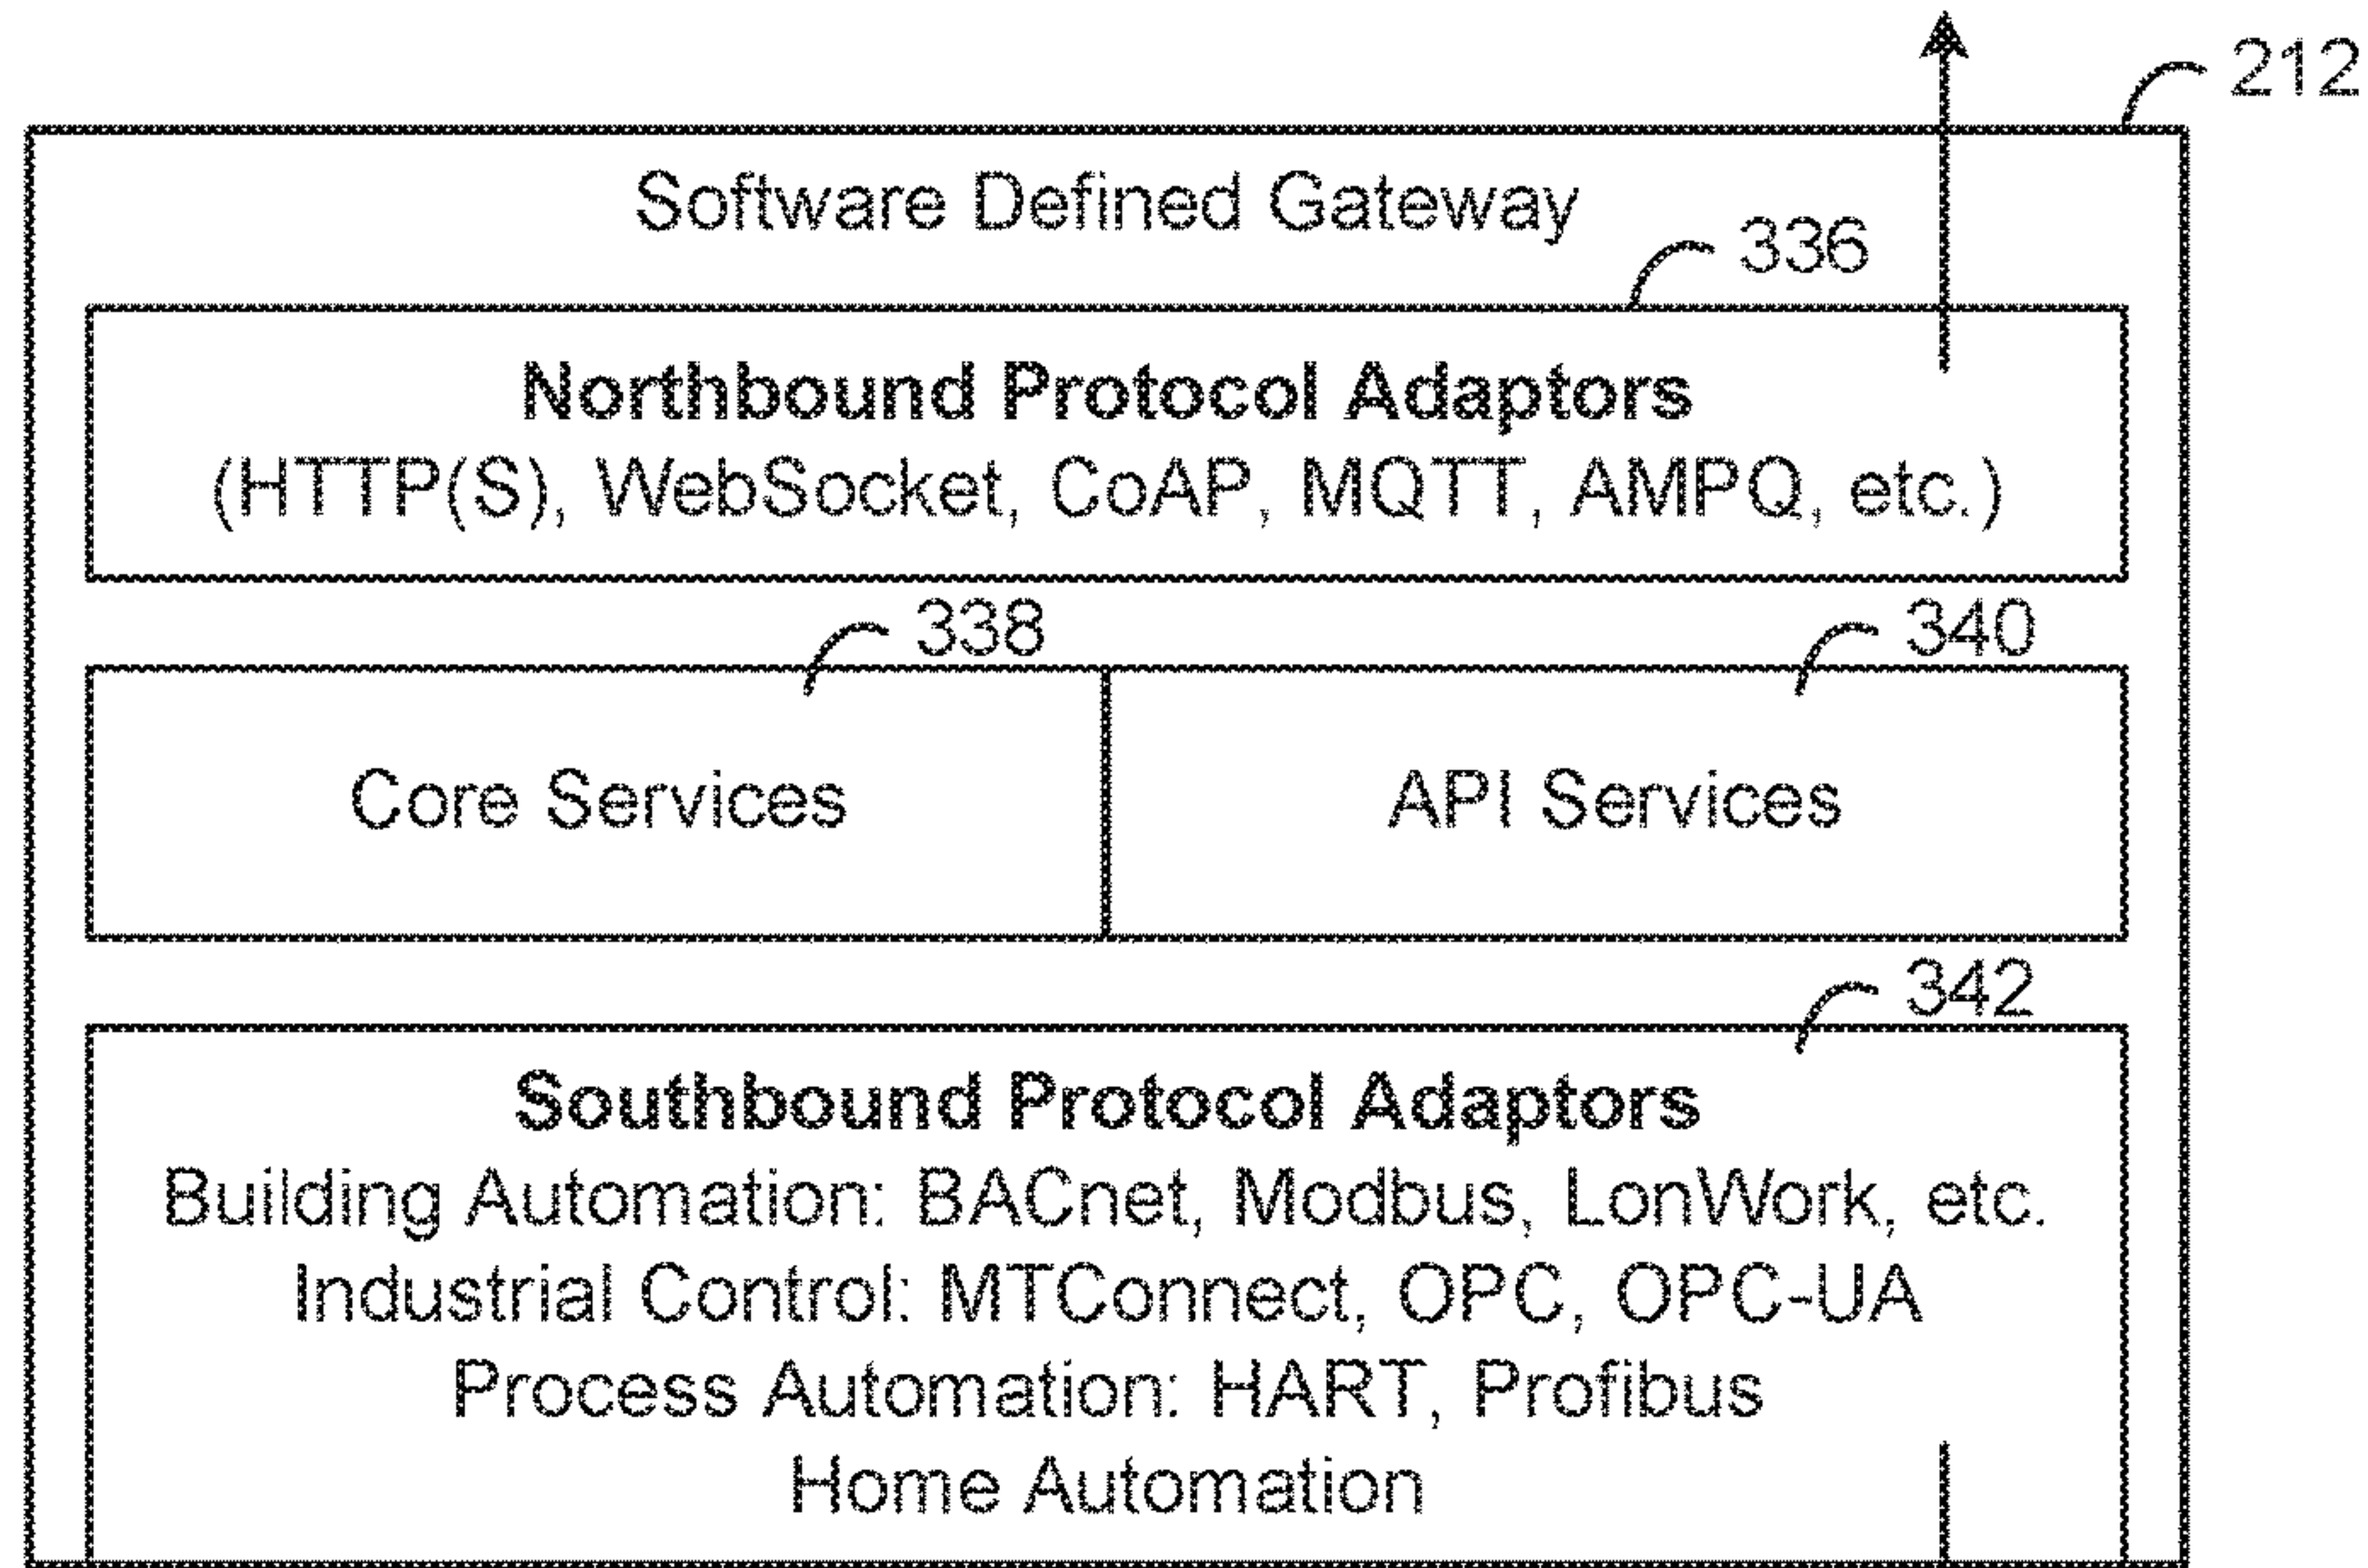 212
Software Defined Gateway
336
Northbound Protocol Adaptors
(HTTP(S), WebSocket, CoAP, MQTT, AMPQ, etc.)
338
340
Core Services
API Services
342
Southbound Protocol Adaptors
Building Automation: BACnet, Modbus, LonWork, etc.
Industrial Control: MTConnect, OPC, OPC-UA
Process Automation: HART, Profibus
Home Automation